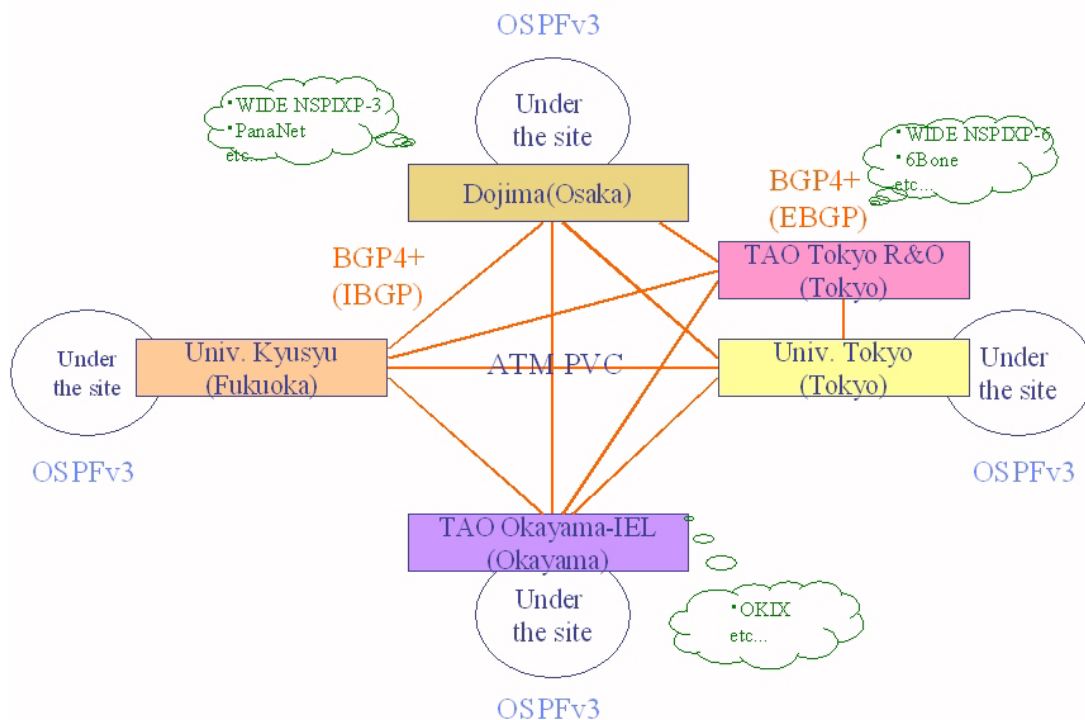 OSPFv3
Under
the site
• WIDE NSPIXP-3
• PanaNet
etc...
• WIDE NSPIXP-6
• 6Bone
etc...
Dojima(Osaka)
BGP4+
(EBGP)
BGP4+
(IBGP)
TAO Tokyo R&O
(Tokyo)
Under
the site
Univ. Kyusyu
(Fukuoka)
ATM PVC
Univ. Tokyo
(Tokyo)
Under
the site
OSPFv3
OSPFv3
TAO Okayama-IEL
(Okayama)
Under
the site
• OKIX
etc...
OSPFv3